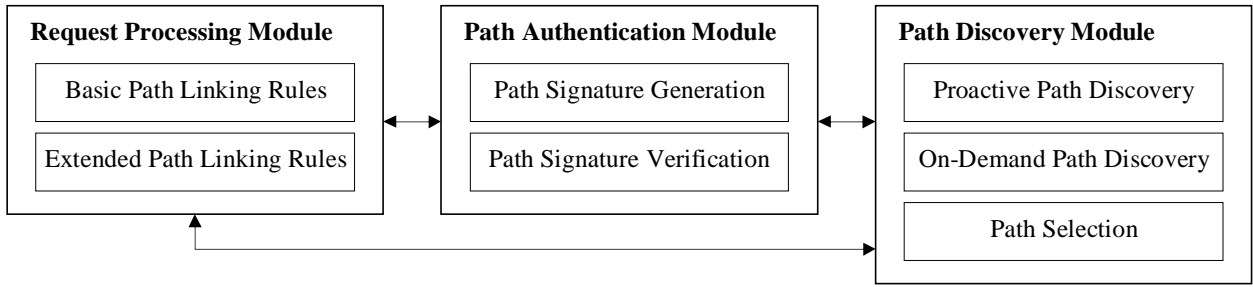 Request Processing Module
Basic Path Linking Rules
Extended Path Linking Rules
Path Authentication Module
Path Signature Generation
Path Signature Verification
Path Discovery Module
Proactive Path Discovery
On-Demand Path Discovery
Path Selection